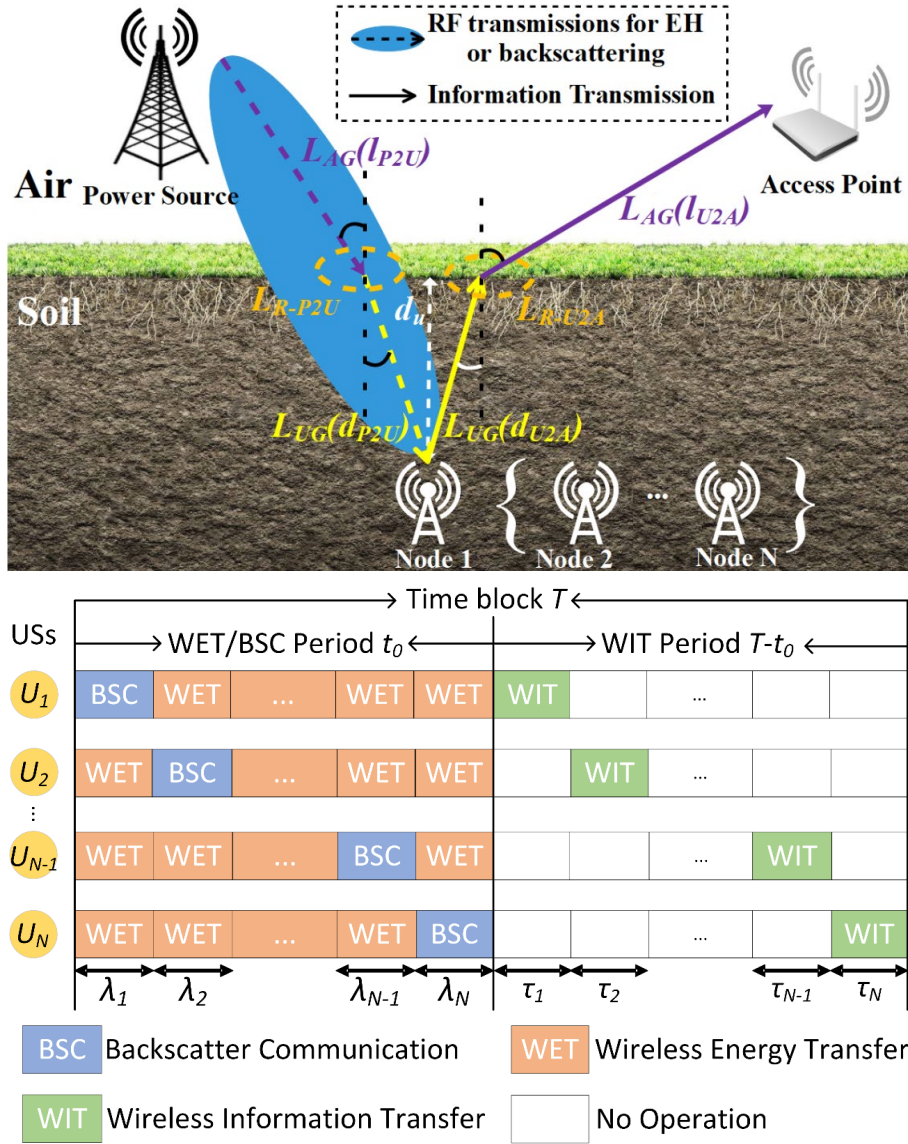 RF transmissions for EH
or backscattering
Information Transmission
L_AG(l_P2U)
Air
Power Source
Access Point
L_AG(l_U2A)
Soil
L_R-P2U
d_u
L_R-U2A
L_UG(d_P2U)
L_UG(d_U2A)
{ ... }
Node 1
Node 2
Node N
Time block T
USs
WET/BSC Period t_0
WIT Period T-t_0
U_1 BSC WET ... WET WET WIT ...
U_2 WET BSC ... WET WET WIT ...
⋮
U_N-1 WET WET ... BSC WET ... WIT
U_N WET WET ... WET BSC ... WIT
λ_1 λ_2 λ_N-1 λ_N τ_1 τ_2 τ_N-1 τ_N
BSC Backscatter Communication
WET Wireless Energy Transfer
WIT Wireless Information Transfer
No Operation